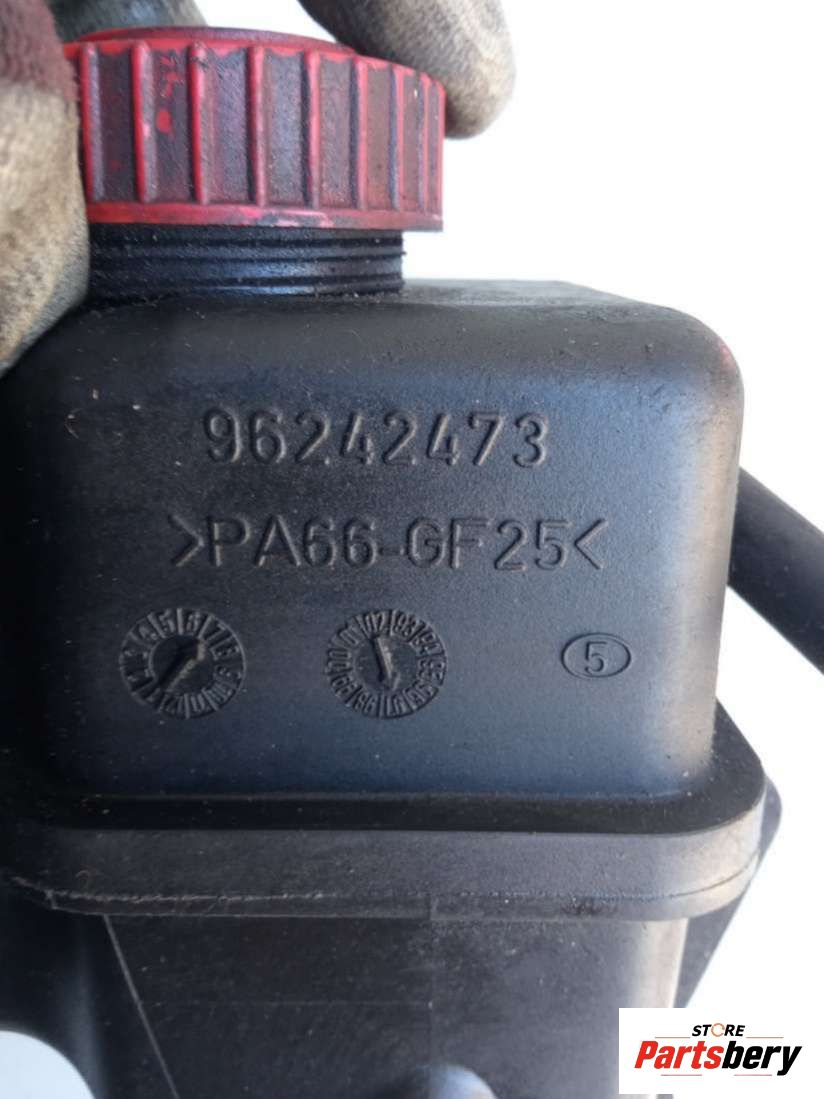 96242473
>PA66-GF25<
5
STORE
Partsbery